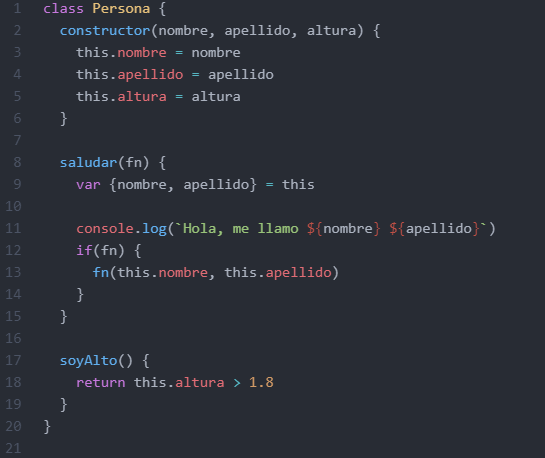 1 class Persona {
2 constructor(nombre, apellido, altura) {
3 this.nombre = nombre
4 this.apellido = apellido
5 this.altura = altura
6 }
7
8 saludar(fn) {
9 var {nombre, apellido} = this
10
11 console.log(`Hola, me llamo ${nombre} ${apellido}`)
12 if(fn) {
13 fn(this.nombre, this.apellido)
14 }
15 }
16
17 soyAlto() {
18 return this.altura > 1.8
19 }
20 }
21